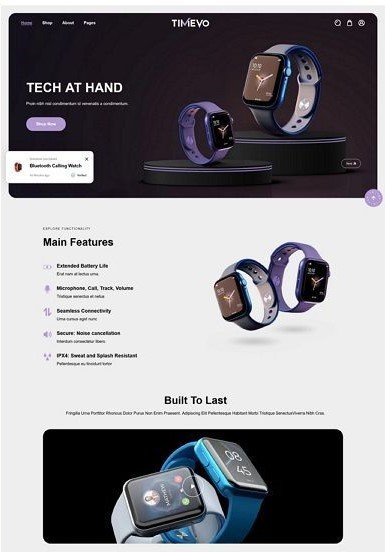 Home Shop About Pages
TIMEVO
TECH AT HAND
Proin nibh nisl condimentum id venenatis a condimentum.
Shop Now
Bluetooth Calling Watch
Verified
EXPLORE FUNCTIONALITY
Main Features
Extended Battery Life
Erat nam at lectus urna.
Microphone, Call, Track, Volume
Tristique senectus et netus
Seamless Connectivity
Urna cursus eget nunc
Secure: Noise cancellation
Interdum consectetur libero
IPX4: Sweat and Splash Resistant
Pellentesque eu tincidunt tortor
Built To Last
Fringilla Urna Porttitor Rhoncus Dolor Purus Non Enim Praesent. Adipiscing Elit Pellentesque Habitant Morbi Tristique SenectusViverra Nibh Cras.
08
45